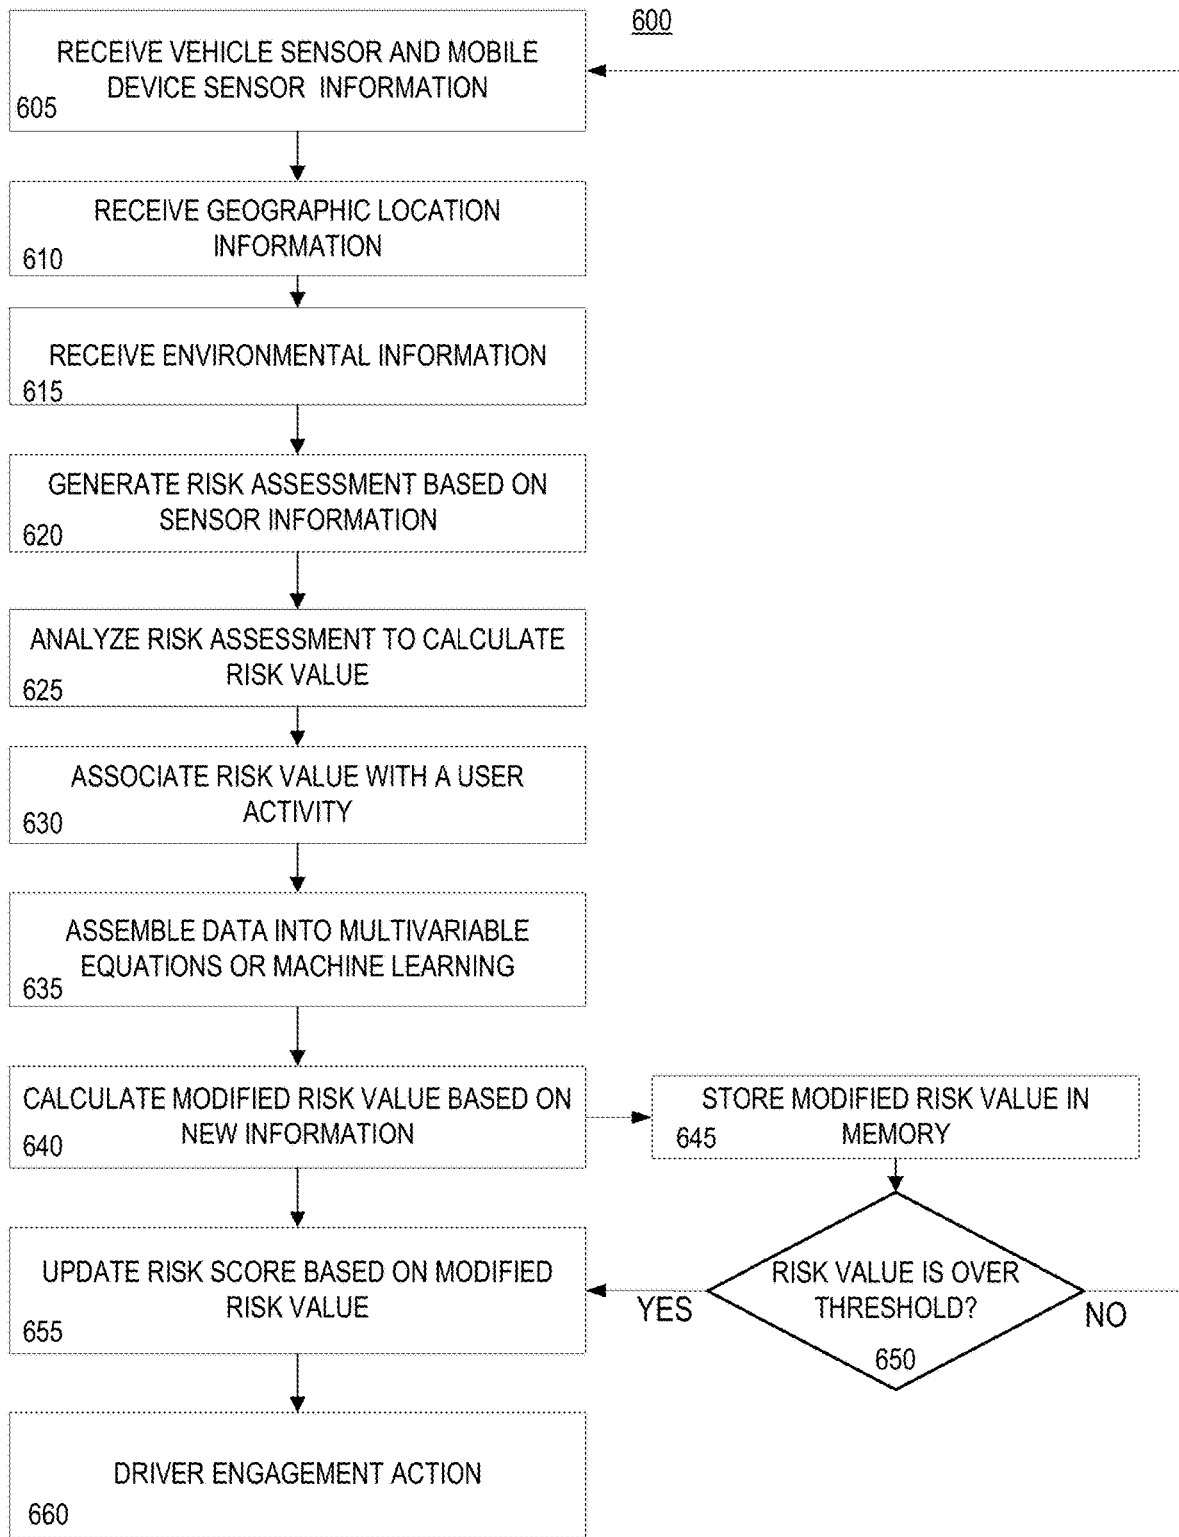 600
RECEIVE VEHICLE SENSOR AND MOBILE
DEVICE SENSOR INFORMATION
605
RECEIVE GEOGRAPHIC LOCATION
INFORMATION
610
RECEIVE ENVIRONMENTAL INFORMATION
615
GENERATE RISK ASSESSMENT BASED ON
SENSOR INFORMATION
620
ANALYZE RISK ASSESSMENT TO CALCULATE
RISK VALUE
625
ASSOCIATE RISK VALUE WITH A USER
ACTIVITY
630
ASSEMBLE DATA INTO MULTIVARIABLE
EQUATIONS OR MACHINE LEARNING
635
CALCULATE MODIFIED RISK VALUE BASED ON
NEW INFORMATION
640
STORE MODIFIED RISK VALUE IN
MEMORY
645
RISK VALUE IS OVER
THRESHOLD?
650
YES
NO
UPDATE RISK SCORE BASED ON MODIFIED
RISK VALUE
655
DRIVER ENGAGEMENT ACTION
660